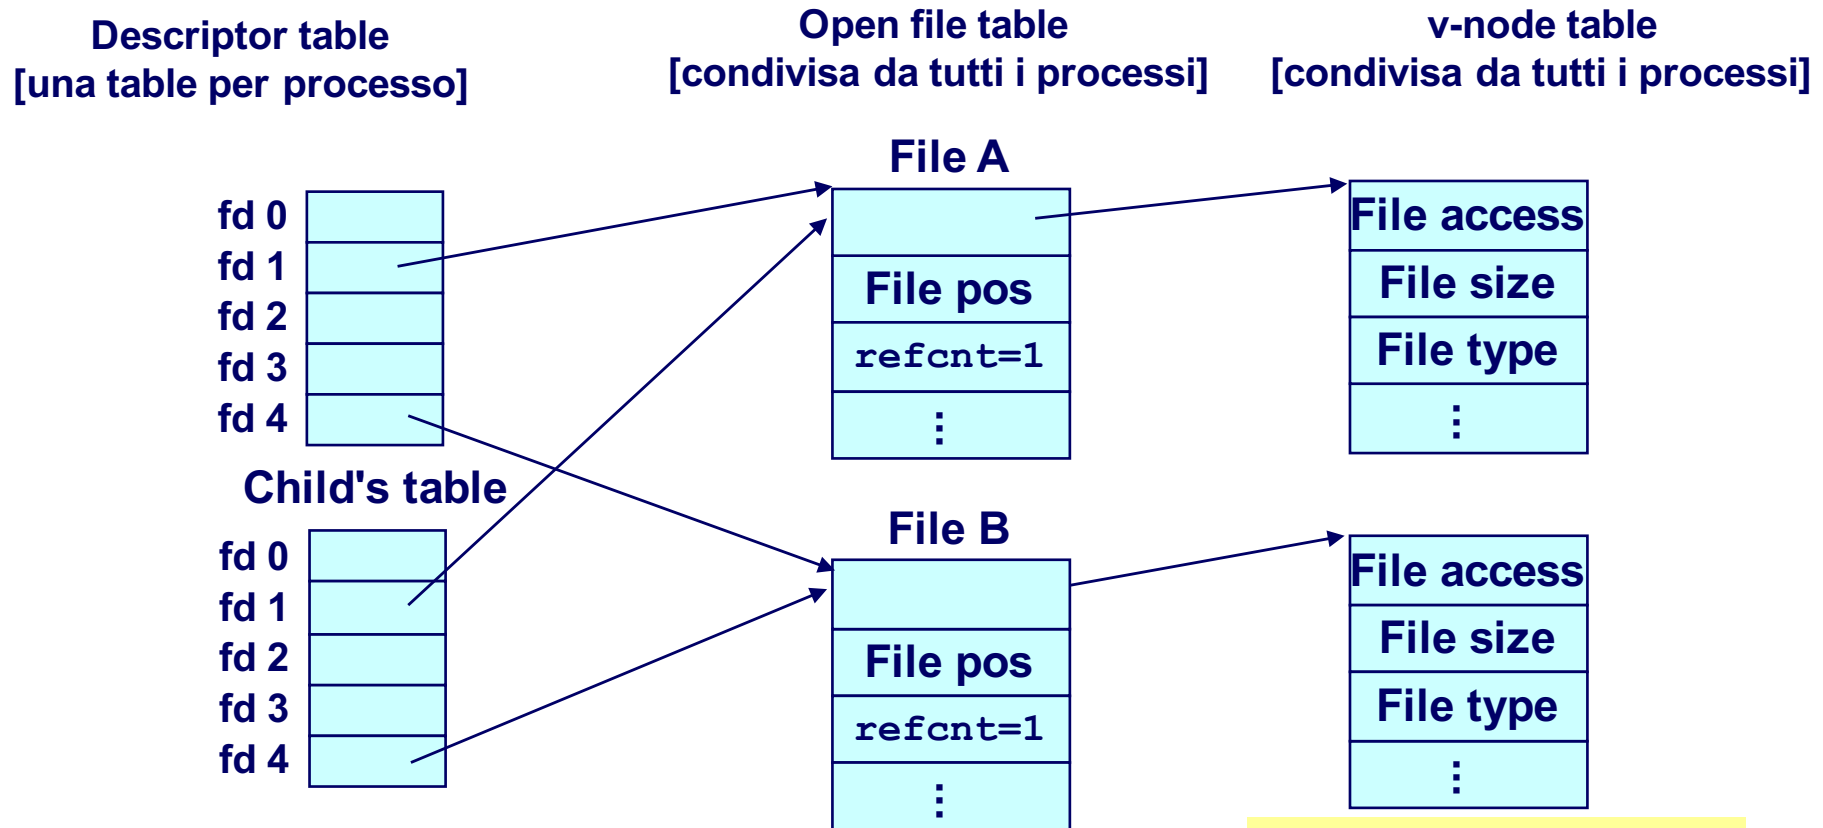 Descriptor table
[una table per processo]
Open file table
[condivisa da tutti i processi]
v-node table
[condivisa da tutti i processi]
fd 0
fd 1
fd 2
fd 3
fd 4
Child's table
fd 0
fd 1
fd 2
fd 3
fd 4
File A
File pos
refcnt=1
...
File B
File pos
refcnt=1
...
File access
File size
File type
...
File access
File size
File type
...